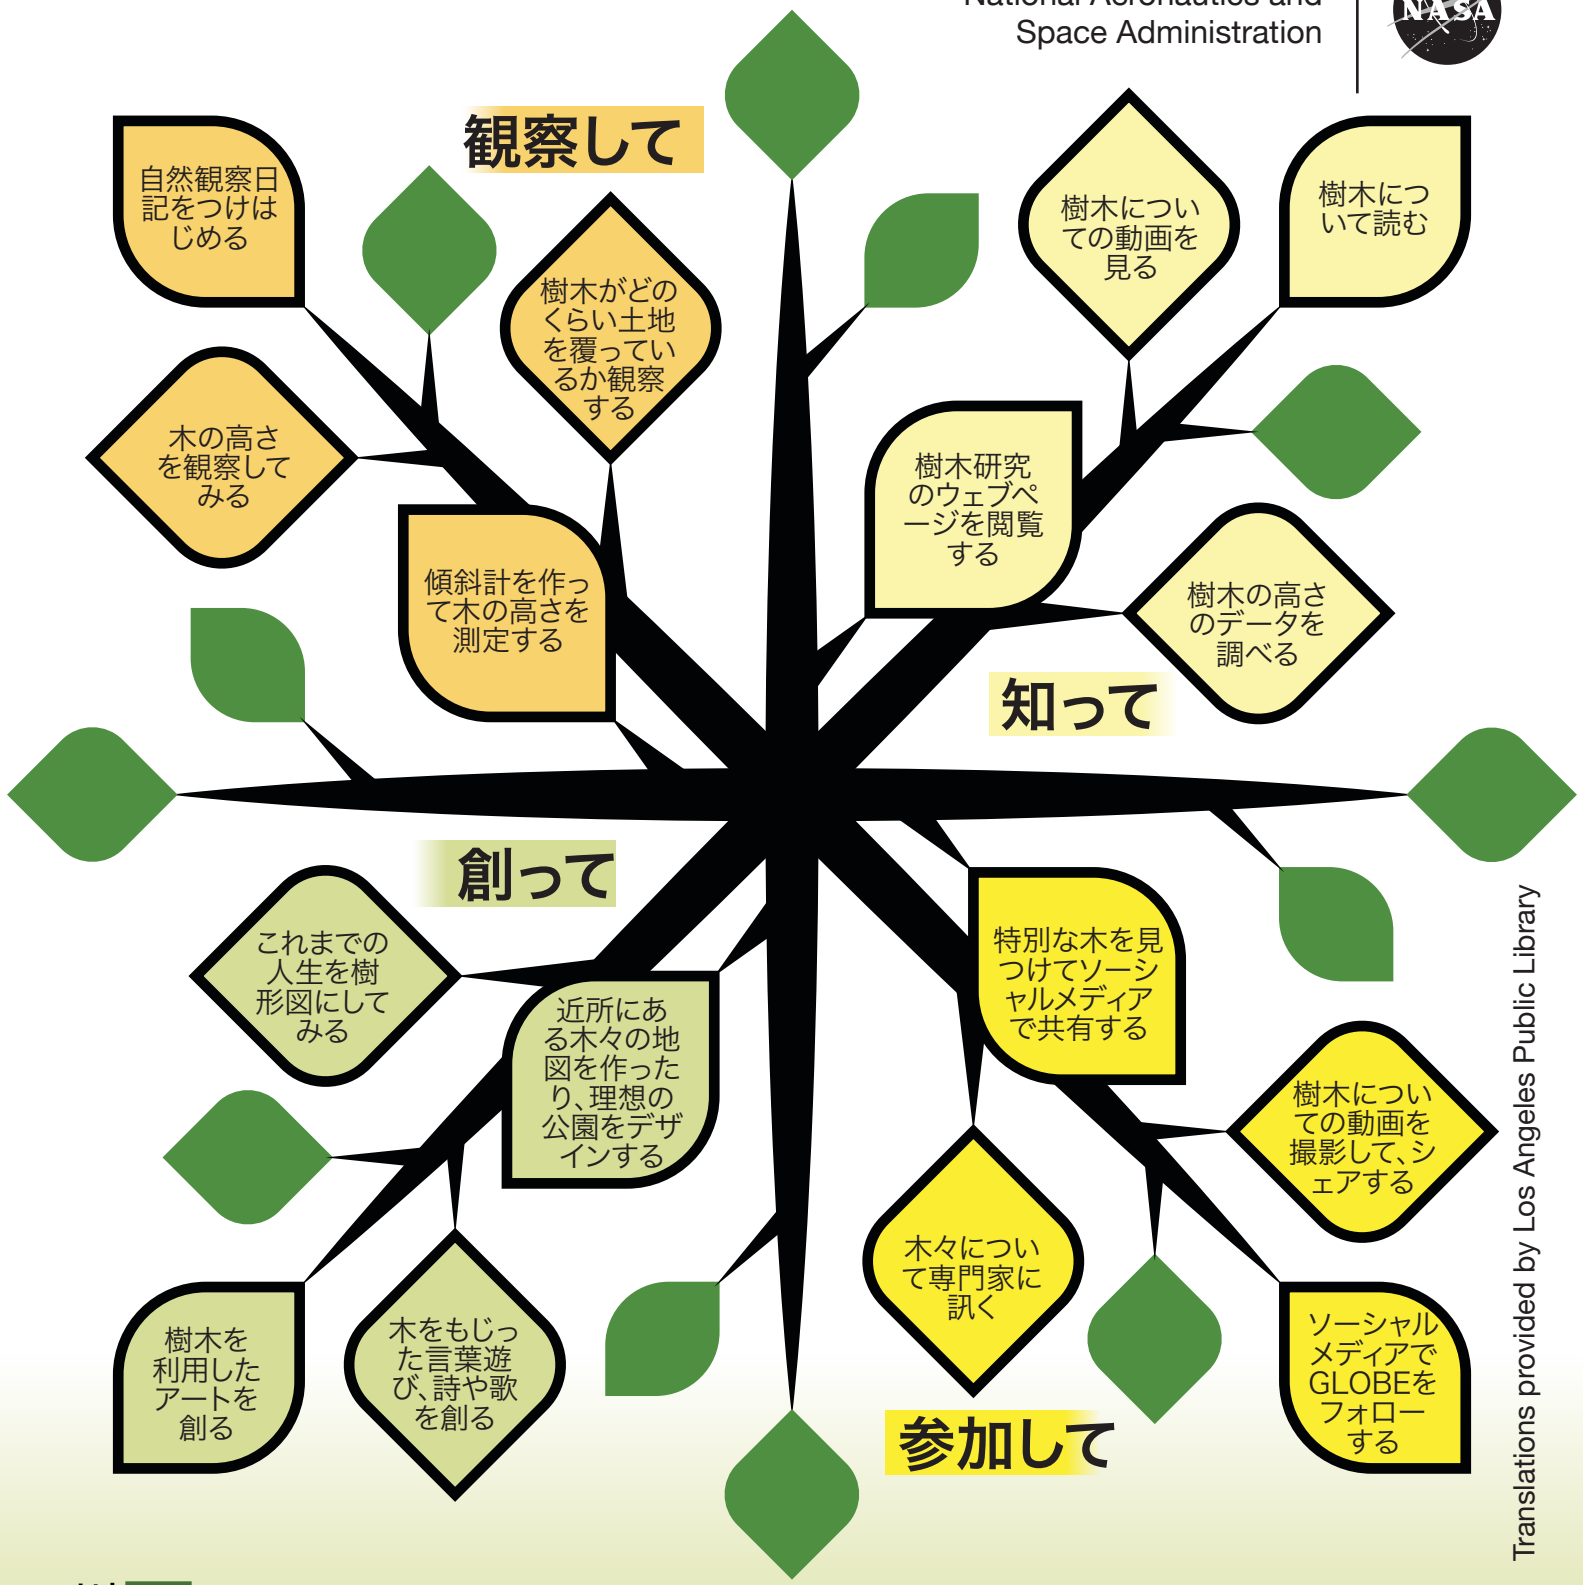 National Aeronautics and
Space Administration
NASA
観察して
自然観察日
記をつけは
じめる
樹木がどの
くらい土地
を覆ってい
るか観察
する
木の高さ
を観察して
みる
傾斜計を作っ
て木の高さを
測定する
樹木につい
ての動画を
見る
樹木につ
いて読む
樹木研究
のウェブペ
ージを閲覧
する
樹木の高さ
のデータを
調べる
知って
創って
これまでの
人生を樹
形図にして
みる
近所にあ
る木々の地
図を作った
り、理想の
公園をデザ
インする
樹木を
利用した
アートを
創る
木をもじっ
た言葉遊
び、詩や歌
を創る
特別な木を見
つけてソーシ
ャルメディア
で共有する
樹木につい
ての動画を
撮影して、シ
ェアする
木々につい
て専門家に
訊く
ソーシャル
メディアで
GLOBEを
フォロー
する
参加して
Translations provided by Los Angeles Public Library